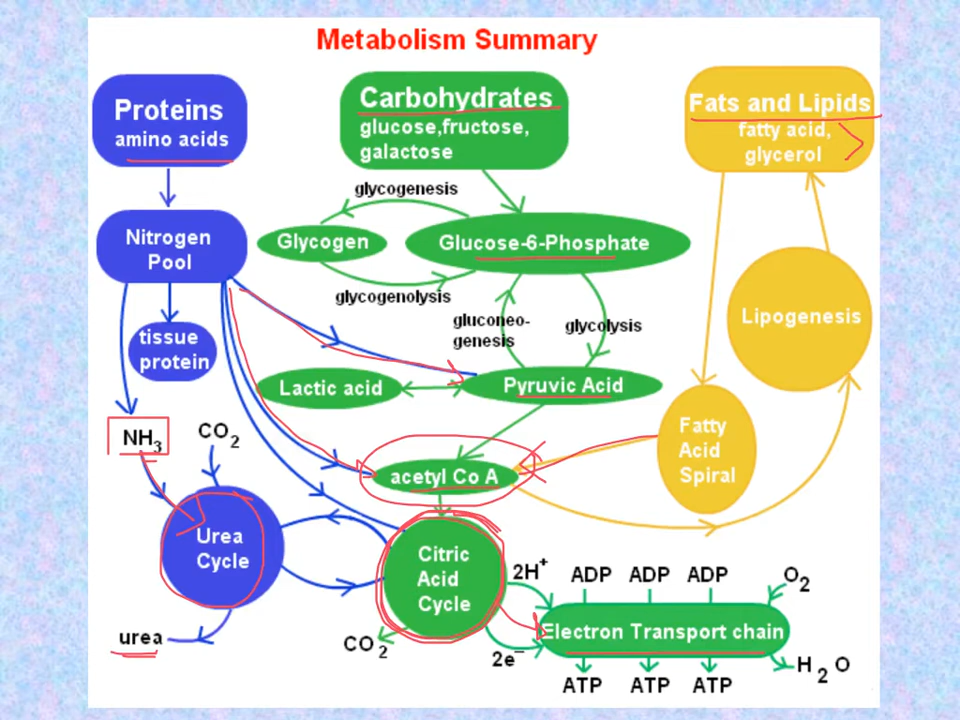 Metabolism Summary
Proteins
amino acids
Carbohydrates
glucose,fructose,
galactose
Fats and Lipids
fatty acid,
glycerol
glycogenesis
Nitrogen
Pool
Glycogen
Glucose-6-Phosphate
glycogenolysis
gluconeo-
genesis
glycolysis
Lipogenesis
tissue
protein
Lactic acid
Pyruvic Acid
NH3
CO2
Fatty
Acid
Spiral
acetyl Co A
Urea
Cycle
Citric
Acid
Cycle
2H+
ADP ADP ADP
O2
urea
CO2
2e−
Electron Transport chain
ATP ATP ATP
H2O